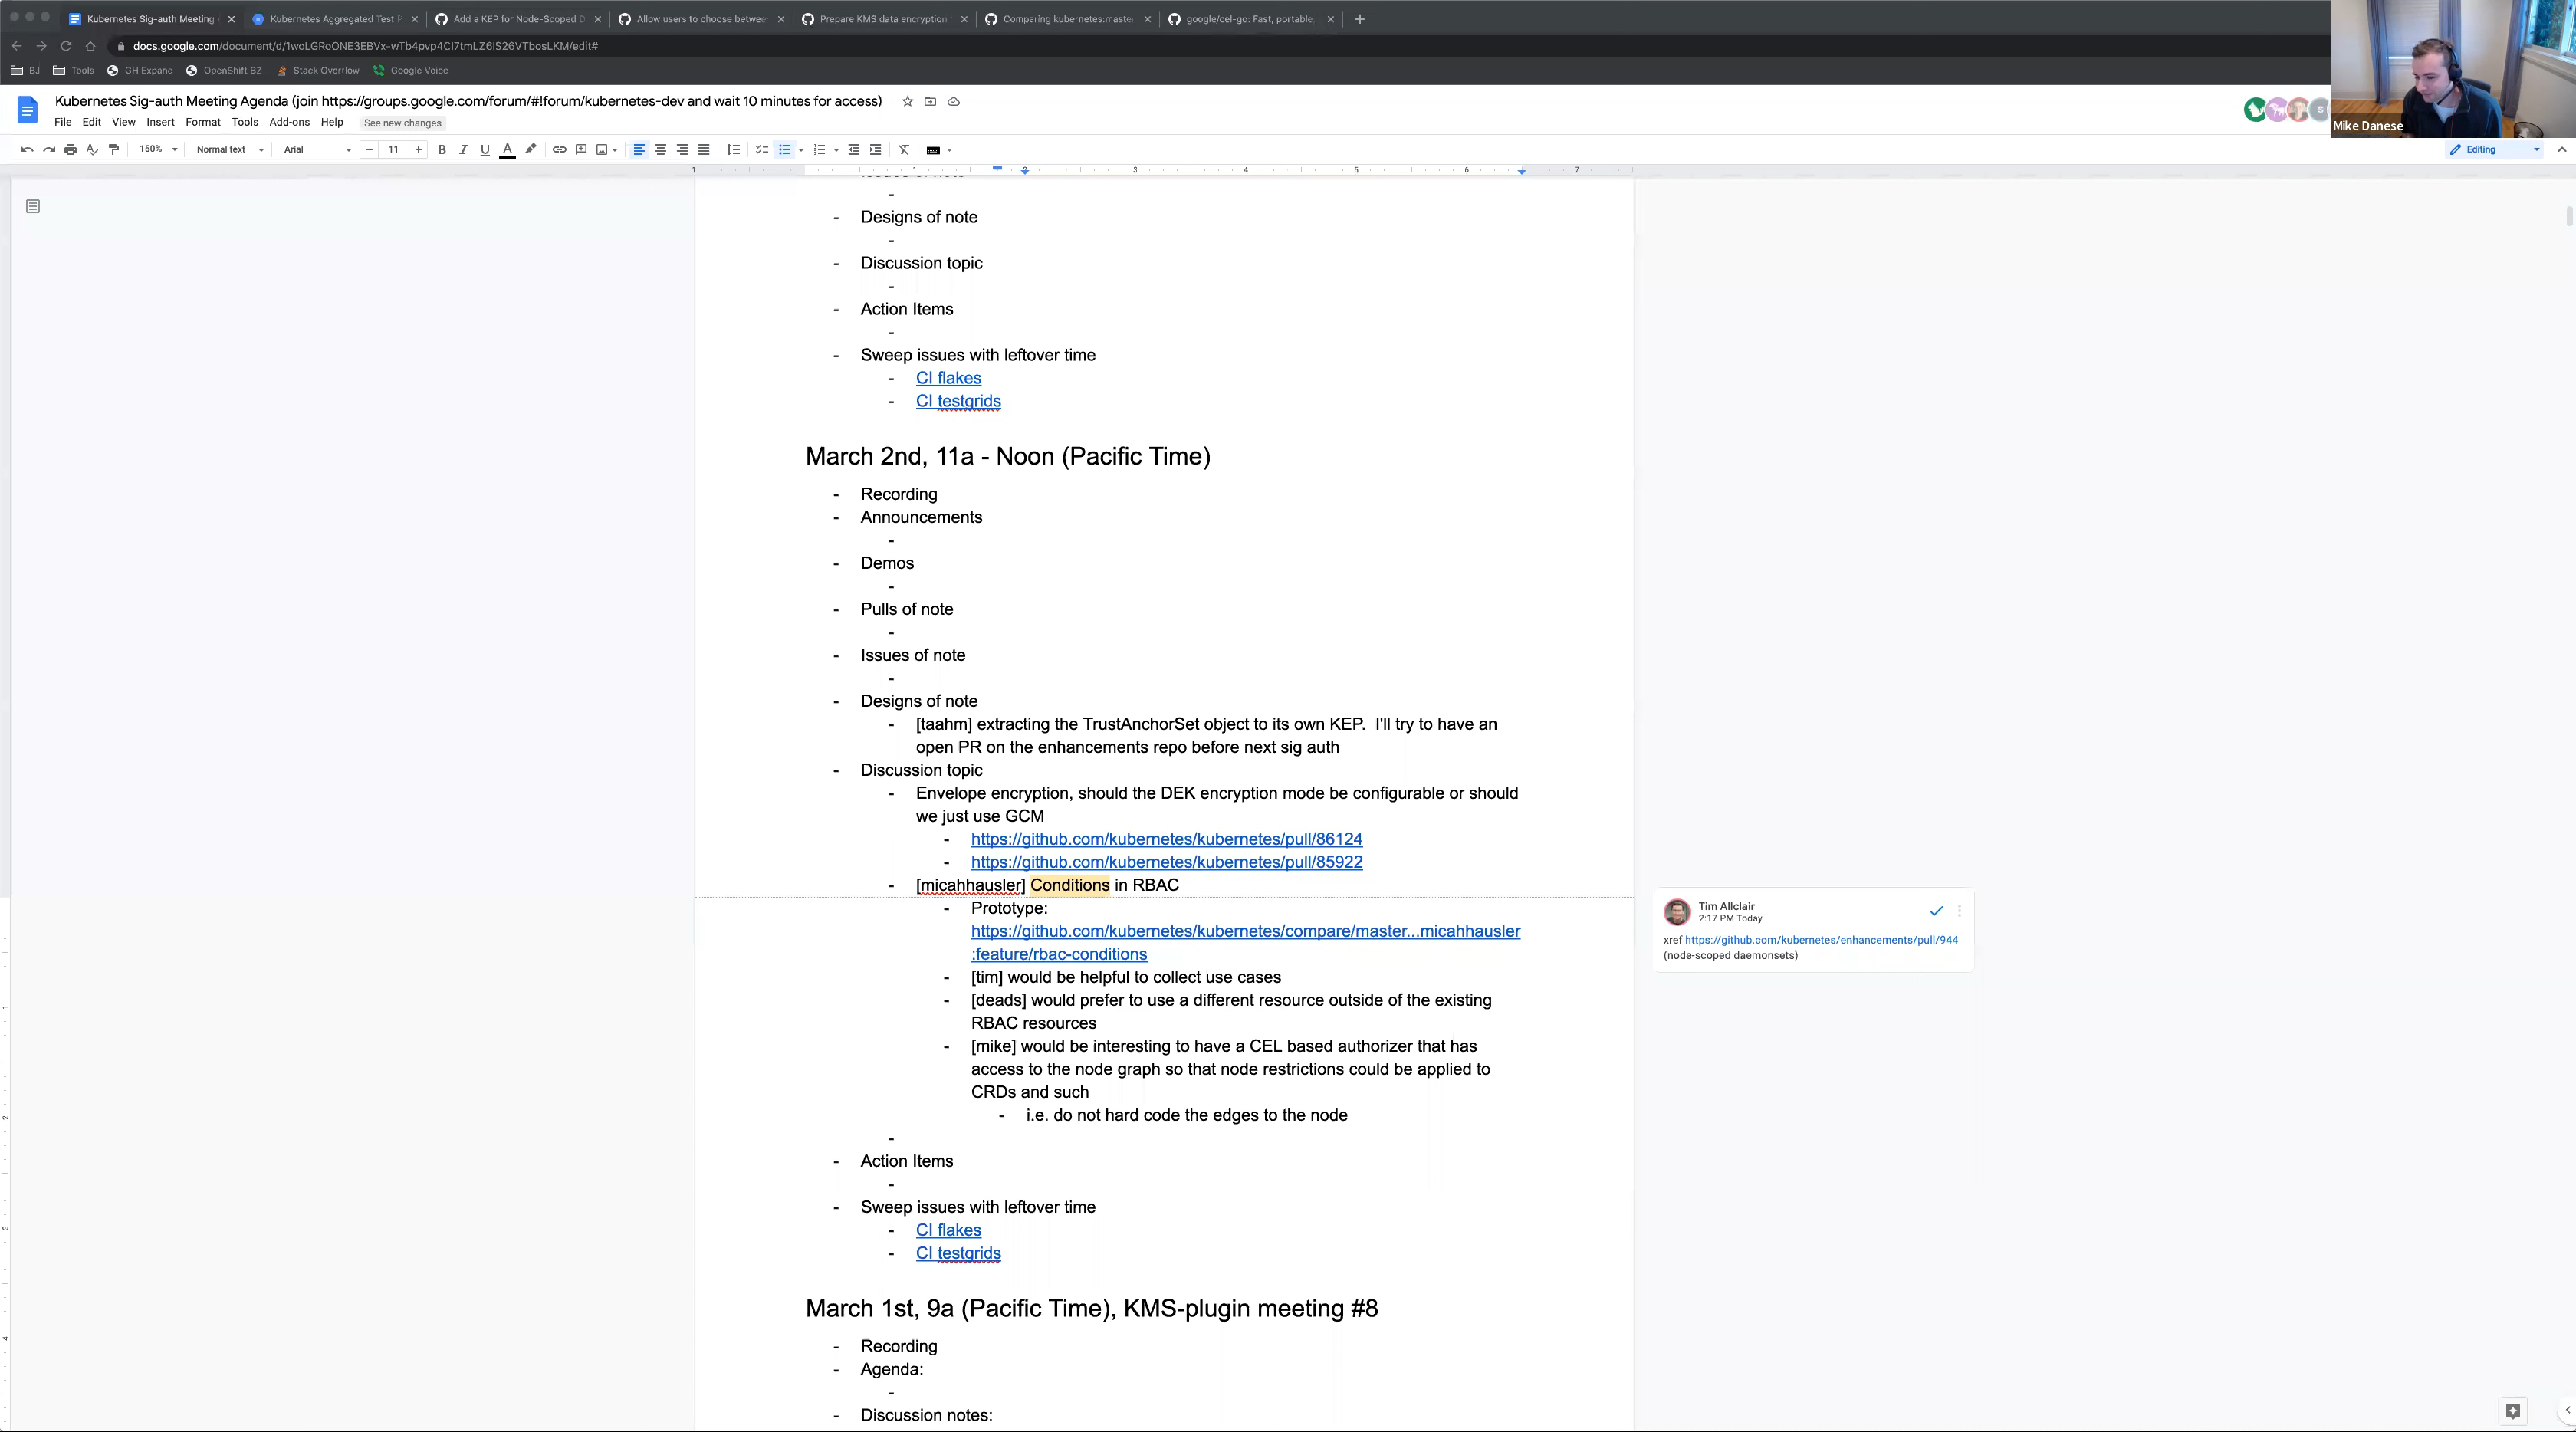 Kubernetes Sig-auth Meeting A
Kubernetes Aggregated Test R
Add a KEP for Node-Scoped D
Allow users to choose betwee
Prepare KMS data encryption
Comparing kubernetes:maste
google/cel-go: Fast, portable,
docs.google.com/document/d/1woLGRoONE3EBVx-wTb4pvp4CI7tmLZ6IS26VTbosLKM/edit#
BJ Tools GH Expand OpenShift BZ Stack Overflow Google Voice
Kubernetes Sig-auth Meeting Agenda (join https://groups.google.com/forum/#!forum/kubernetes-dev and wait 10 minutes for access)
File Edit View Insert Format Tools Add-ons Help See new changes
Mike Danese
150% Normal text Arial 11 Editing
1 1 2 3 4 5 6 7
-
- Designs of note
-
- Discussion topic
-
- Action Items
-
- Sweep issues with leftover time
- CI flakes
- CI testgrids
March 2nd, 11a - Noon (Pacific Time)
- Recording
- Announcements
-
- Demos
-
- Pulls of note
-
- Issues of note
-
- Designs of note
- [taahm] extracting the TrustAnchorSet object to its own KEP. I'll try to have an
open PR on the enhancements repo before next sig auth
- Discussion topic
- Envelope encryption, should the DEK encryption mode be configurable or should
we just use GCM
- https://github.com/kubernetes/kubernetes/pull/86124
- https://github.com/kubernetes/kubernetes/pull/85922
- [micahhausler] Conditions in RBAC
- Prototype:
https://github.com/kubernetes/kubernetes/compare/master...micahhausler
:feature/rbac-conditions
- [tim] would be helpful to collect use cases
- [deads] would prefer to use a different resource outside of the existing
RBAC resources
- [mike] would be interesting to have a CEL based authorizer that has
access to the node graph so that node restrictions could be applied to
CRDs and such
- i.e. do not hard code the edges to the node
-
- Action Items
-
- Sweep issues with leftover time
- CI flakes
- CI testgrids
March 1st, 9a (Pacific Time), KMS-plugin meeting #8
- Recording
- Agenda:
-
- Discussion notes:
Tim Allclair
2:17 PM Today
xref https://github.com/kubernetes/enhancements/pull/944
(node-scoped daemonsets)
1
2
3
4